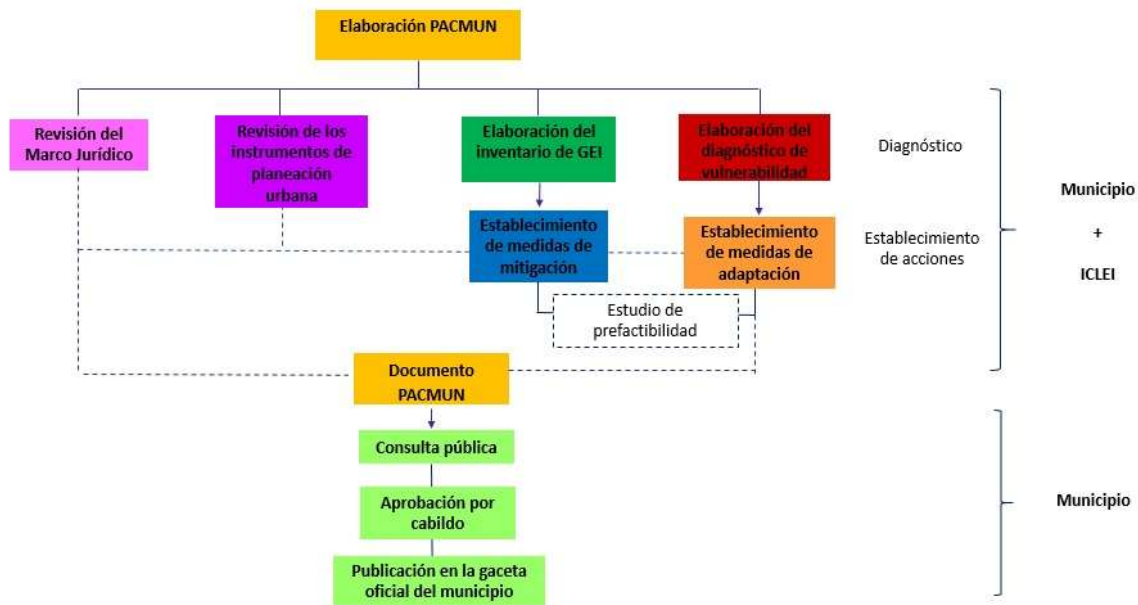 Elaboración PACMUN
Revisión del
Marco Jurídico
Revisión de los
instrumentos de
planeación
urbana
Elaboración del
inventario de GEI
Elaboración del
diagnóstico de
vulnerabilidad
Diagnóstico
Establecimiento
de medidas de
mitigación
Establecimiento
de medidas de
adaptación
Establecimiento
de acciones
Municipio
+
ICLEI
Estudio de
prefactibilidad
Documento
PACMUN
Consulta pública
Aprobación por
cabildo
Publicación en la gaceta
oficial del municipio
Municipio